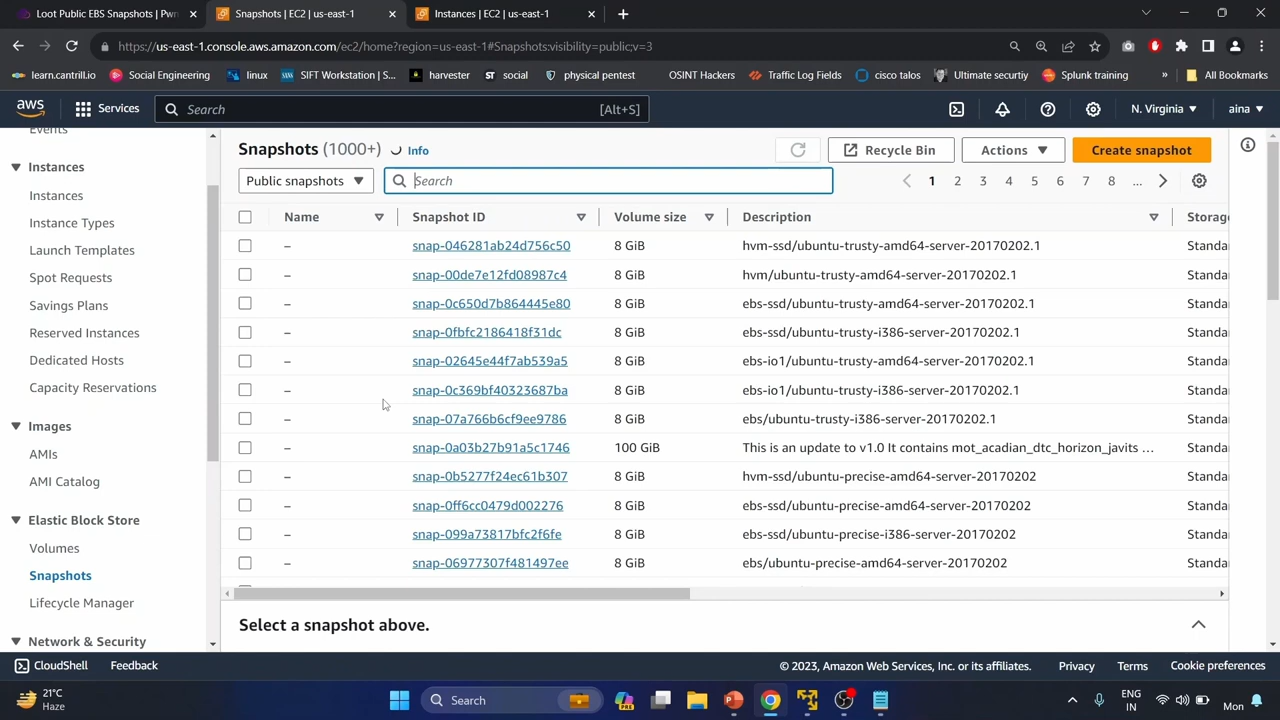 Loot Public EBS Snapshots | Pwn
Snapshots | EC2 | us-east-1
Instances | EC2 | us-east-1
https://us-east-1.console.aws.amazon.com/ec2/home?region=us-east-1#Snapshots:visibility=public;v=3
learn.cantrill.io
Social Engineering
linux
SIFT Workstation | S...
harvester
ST social
physical pentest
OSINT Hackers
Traffic Log Fields
cisco talos
Ultimate securtiy
Splunk training
»
All Bookmarks
aws
Services
Search
[Alt+S]
N. Virginia
aina
Events
Instances
Instances
Instance Types
Launch Templates
Spot Requests
Savings Plans
Reserved Instances
Dedicated Hosts
Capacity Reservations
Images
AMIs
AMI Catalog
Elastic Block Store
Volumes
Snapshots
Lifecycle Manager
Network & Security
Snapshots (1000+) Info
Recycle Bin
Actions
Create snapshot
Public snapshots
Search
1 2 3 4 5 6 7 8 ...
Name Snapshot ID Volume size Description Storag
– snap-046281ab24d756c50 8 GiB hvm-ssd/ubuntu-trusty-amd64-server-20170202.1 Standa
– snap-00de7e12fd08987c4 8 GiB hvm/ubuntu-trusty-amd64-server-20170202.1 Standa
– snap-0c650d7b864445e80 8 GiB ebs-ssd/ubuntu-trusty-amd64-server-20170202.1 Standa
– snap-0fbfc2186418f31dc 8 GiB ebs-ssd/ubuntu-trusty-i386-server-20170202.1 Standa
– snap-02645e44f7ab539a5 8 GiB ebs-io1/ubuntu-trusty-amd64-server-20170202.1 Standa
– snap-0c369bf40323687ba 8 GiB ebs-io1/ubuntu-trusty-i386-server-20170202.1 Standa
– snap-07a766b6cf9ee9786 8 GiB ebs/ubuntu-trusty-i386-server-20170202.1 Standa
– snap-0a03b27b91a5c1746 100 GiB This is an update to v1.0 It contains mot_acadian_dtc_horizon_javits ... Standa
– snap-0b5277f24ec61b307 8 GiB hvm-ssd/ubuntu-precise-amd64-server-20170202 Standa
– snap-0ff6cc0479d002276 8 GiB ebs-ssd/ubuntu-precise-amd64-server-20170202 Standa
– snap-099a73817bfc2f6fe 8 GiB ebs-ssd/ubuntu-precise-i386-server-20170202 Standa
– snap-06977307f481497ee 8 GiB ebs/ubuntu-precise-amd64-server-20170202 Standa
Select a snapshot above.
CloudShell
Feedback
© 2023, Amazon Web Services, Inc. or its affiliates.
Privacy
Terms
Cookie preferences
21°C
Haze
Search
ENG
IN
Mon